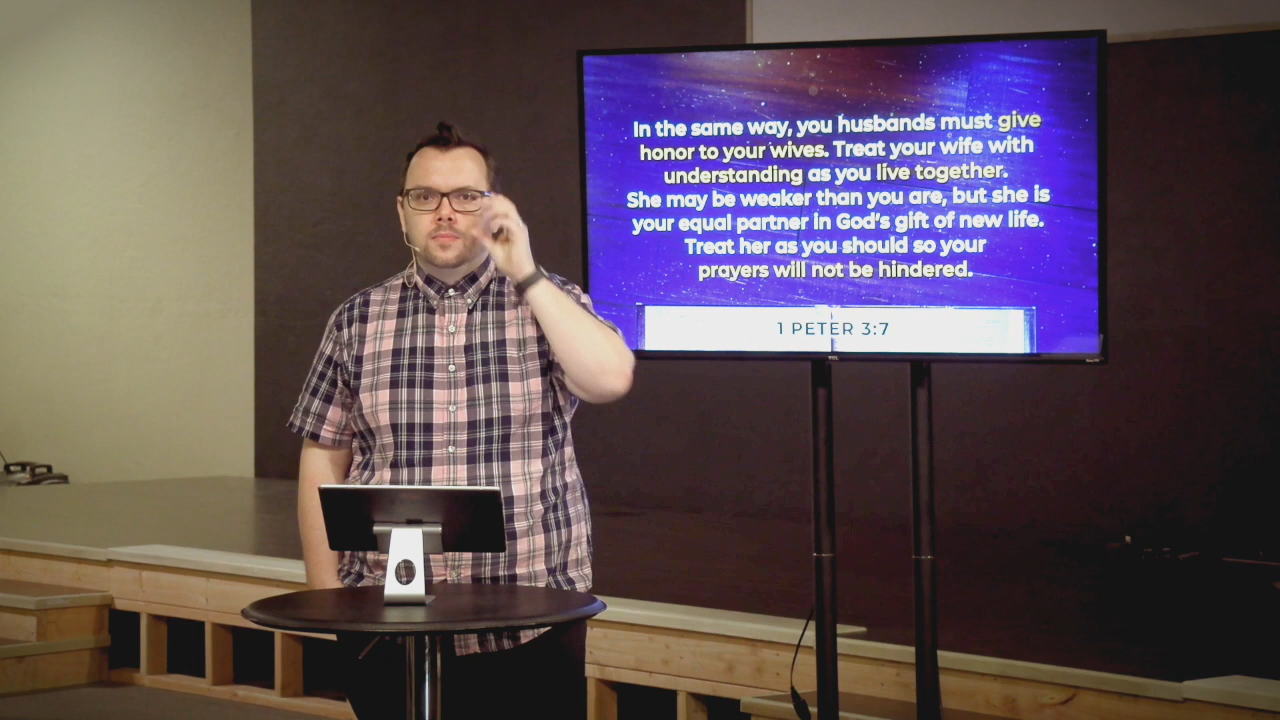 In the same way, you husbands must give
honor to your wives. Treat your wife with
understanding as you live together.
She may be weaker than you are, but she is
your equal partner in God's gift of new life.
Treat her as you should so your
prayers will not be hindered.
1 PETER 3:7
TCL